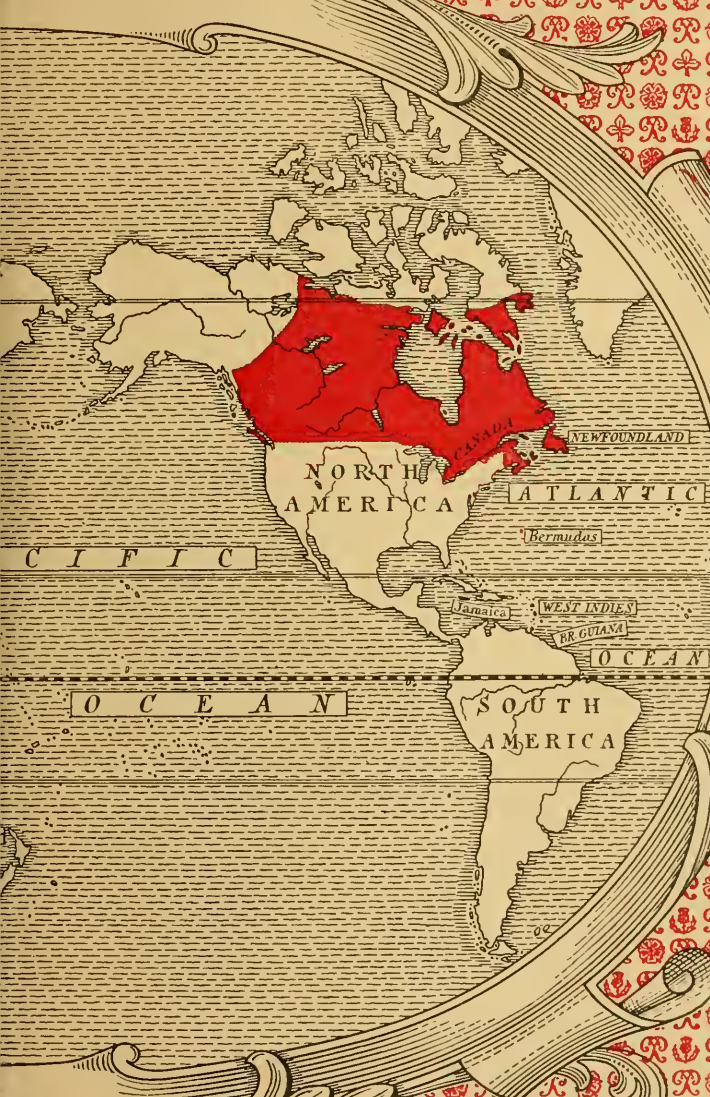 CANADA
NEWFOUNDLAND
NORTH
AMERICA
ATLANTIC
Bermudas
CIFIC
Jamaica
WEST INDIES
BR. GUIANA
OCEAN
OCEAN
SOUTH
AMERICA